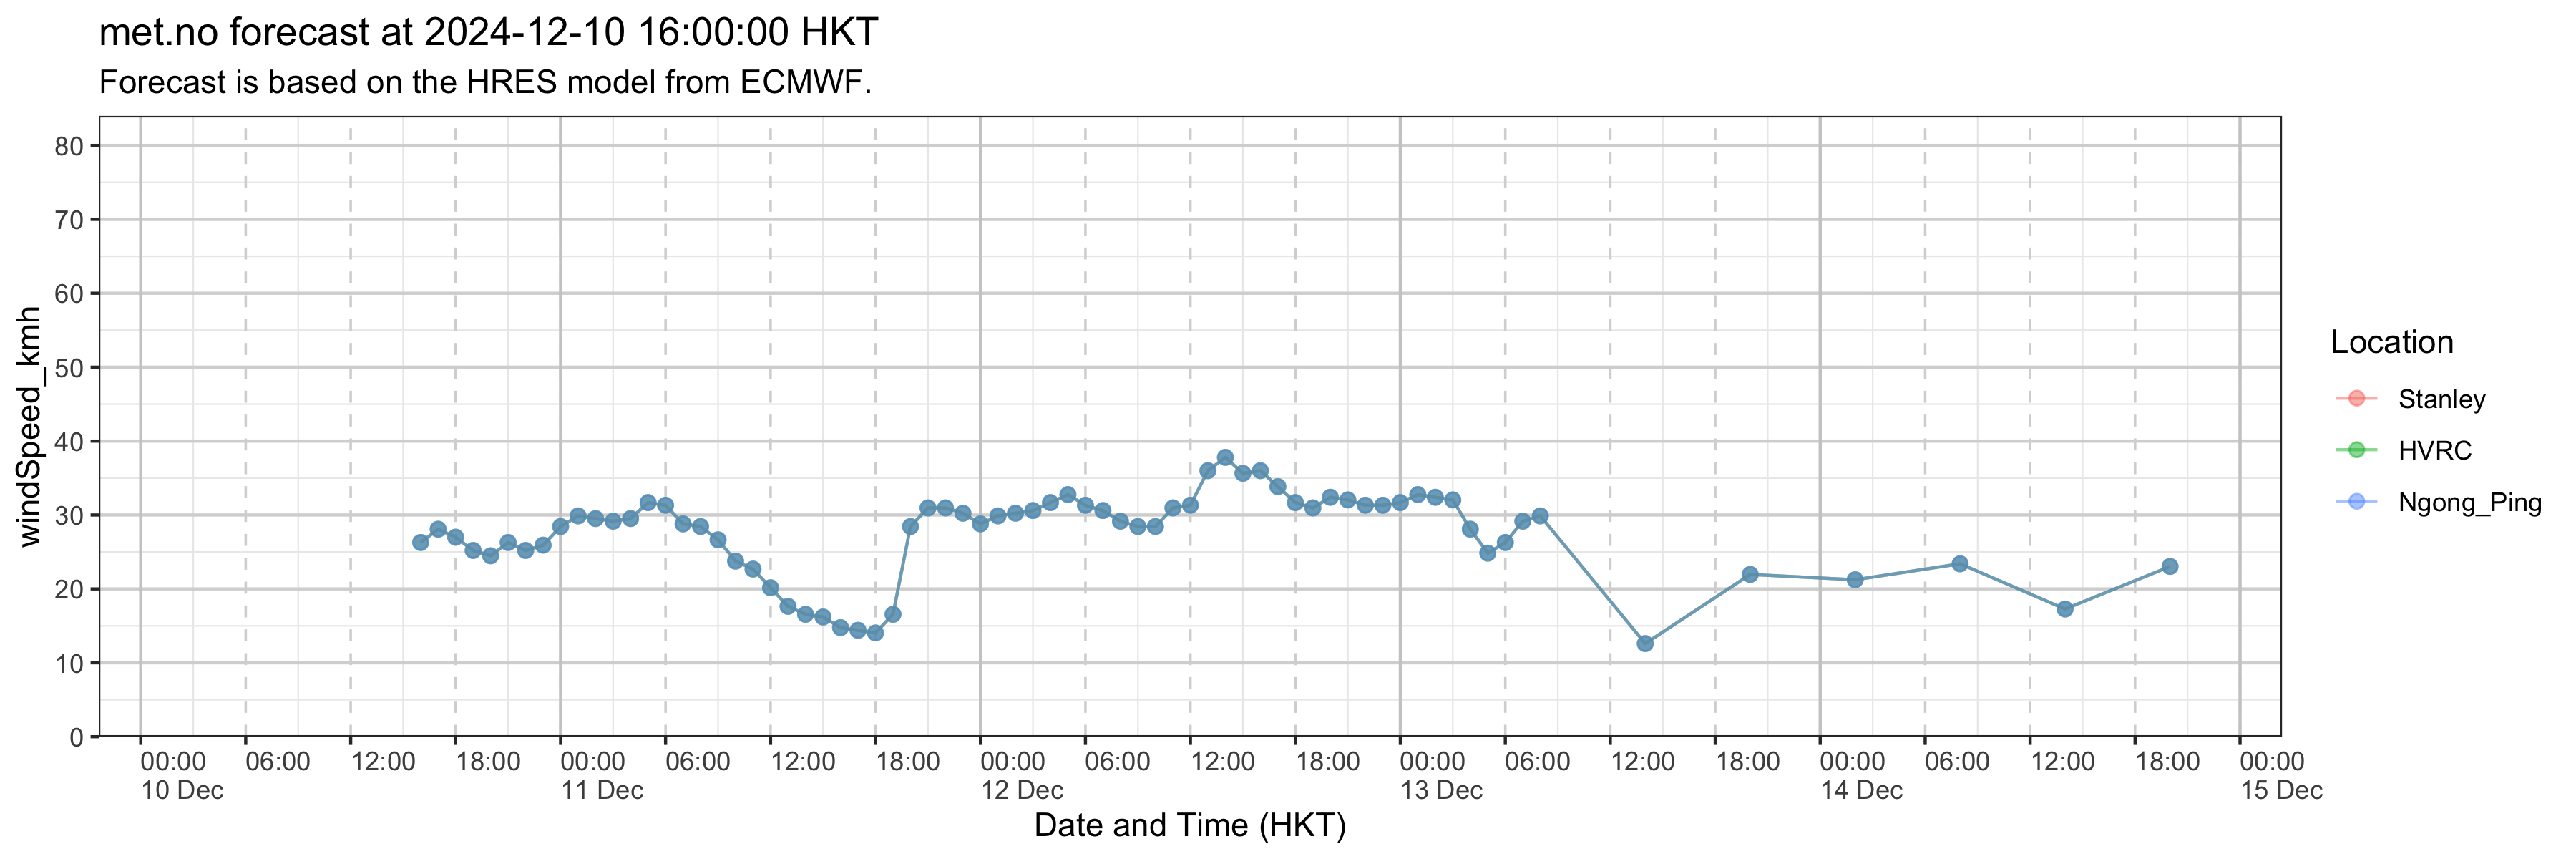 met.no forecast at 2024-12-10 16:00:00 HKT
Forecast is based on the HRES model from ECMWF.
windSpeed_kmh
80
70
60
50
40
30
20
10
0
00:00 06:00 12:00 18:00 00:00 06:00 12:00 18:00 00:00 06:00 12:00 18:00 00:00 06:00 12:00 18:00 00:00 06:00 12:00 18:00 00:00
10 Dec 11 Dec 12 Dec 13 Dec 14 Dec 15 Dec
Date and Time (HKT)
Location
Stanley
HVRC
Ngong_Ping